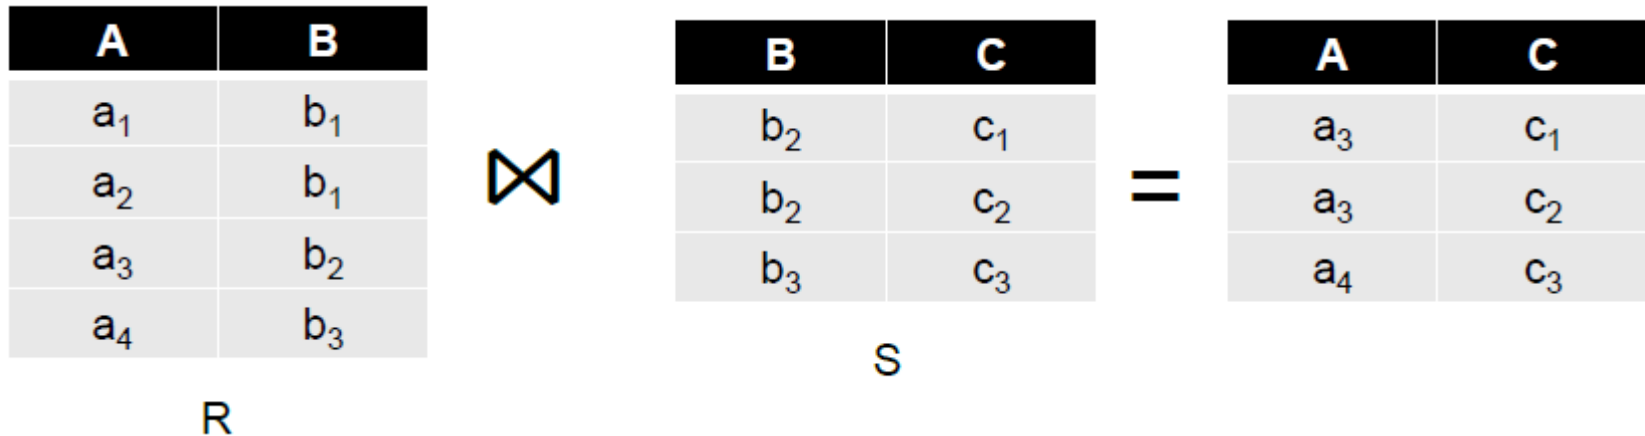 A B
a₁ b₁
a₂ b₁
a₃ b₂
a₄ b₃
R
⋈
B C
b₂ c₁
b₂ c₂
b₃ c₃
S
=
A C
a₃ c₁
a₃ c₂
a₄ c₃